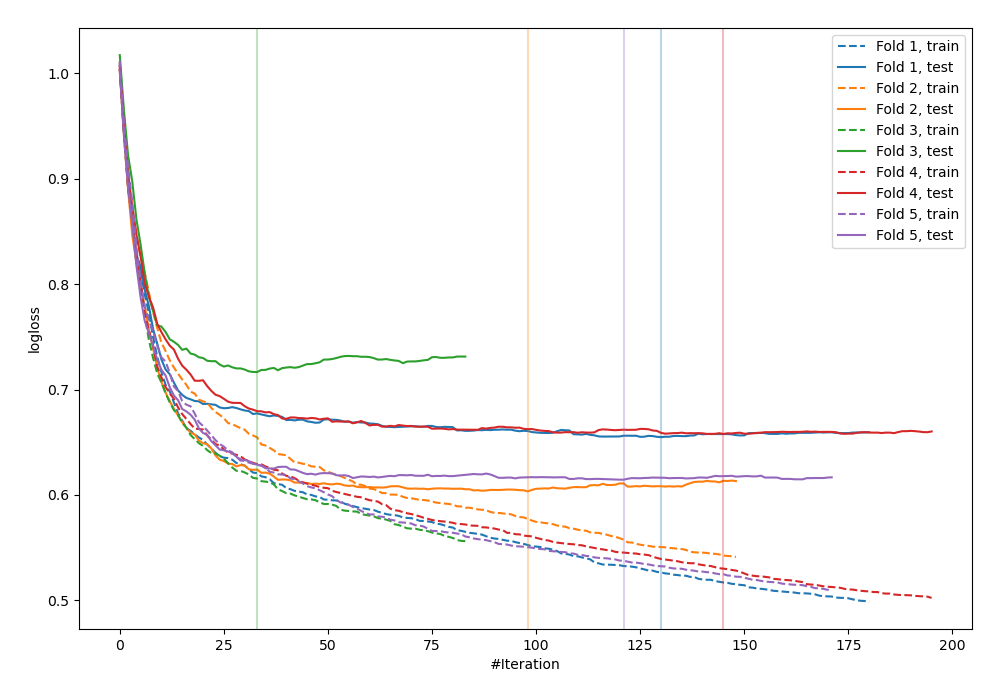 1.0
0.9
0.8
0.7
0.6
0.5
logloss
0
25
50
75
100
125
150
175
200
#Iteration
Fold 1, train
Fold 1, test
Fold 2, train
Fold 2, test
Fold 3, train
Fold 3, test
Fold 4, train
Fold 4, test
Fold 5, train
Fold 5, test